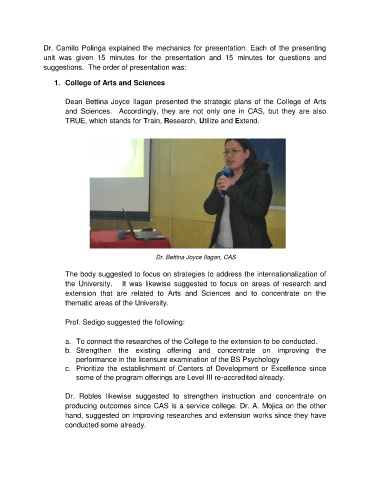 Dr. Camilo Polinga explained the mechanics for presentation. Each of the presenting
unit was given 15 minutes for the presentation and 15 minutes for questions and
suggestions. The order of presentation was:
1. College of Arts and Sciences
Dean Bettina Joyce Ilagan presented the strategic plans of the College of Arts
and Sciences. Accordingly, they are not only one in CAS, but they are also
TRUE, which stands for Train, Research, Utilize and Extend.
Dr. Bettina Joyce Ilagan, CAS
The body suggested to focus on strategies to address the internationalization of
the University. It was likewise suggested to focus on areas of research and
extension that are related to Arts and Sciences and to concentrate on the
thematic areas of the University.
Prof. Sedigo suggested the following:
a. To connect the researches of the College to the extension to be conducted.
b. Strengthen the existing offering and concentrate on improving the
performance in the licensure examination of the BS Psychology
c. Prioritize the establishment of Centers of Development or Excellence since
some of the program offerings are Level III re-accredited already.
Dr. Robles likewise suggested to strengthen instruction and concentrate on
producing outcomes since CAS is a service college. Dr. A. Mojica on the other
hand, suggested on improving researches and extension works since they have
conducted some already.